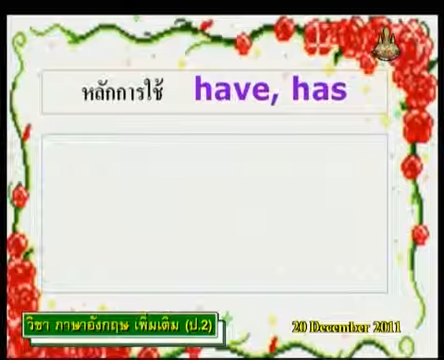 หลักการใช้ have, has
วิชา ภาษาอังกฤษ เพิ่มเติม (ป.2)
20 December 2011